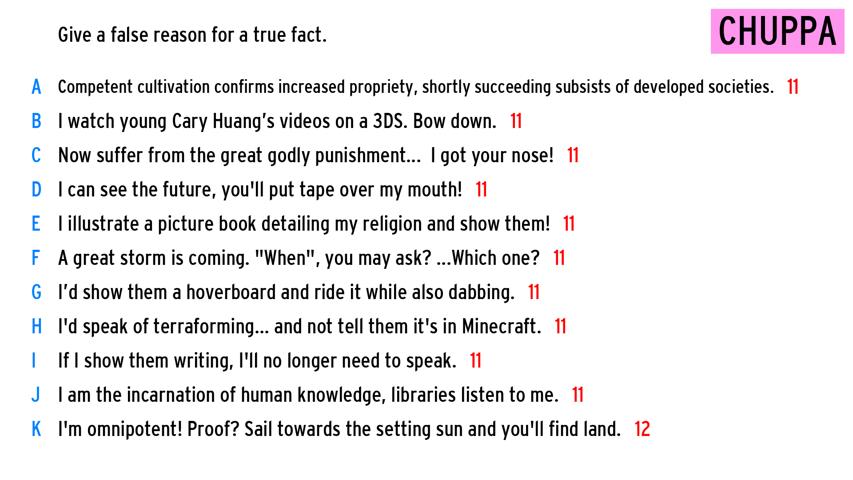 Give a false reason for a true fact.
CHUPPA
A Competent cultivation confirms increased propriety, shortly succeeding subsists of developed societies. 11
B I watch young Cary Huang’s videos on a 3DS. Bow down. 11
C Now suffer from the great godly punishment... I got your nose! 11
D I can see the future, you'll put tape over my mouth! 11
E I illustrate a picture book detailing my religion and show them! 11
F A great storm is coming. "When", you may ask? ...Which one? 11
G I’d show them a hoverboard and ride it while also dabbing. 11
H I'd speak of terraforming... and not tell them it's in Minecraft. 11
I If I show them writing, I'll no longer need to speak. 11
J I am the incarnation of human knowledge, libraries listen to me. 11
K I'm omnipotent! Proof? Sail towards the setting sun and you'll find land. 12